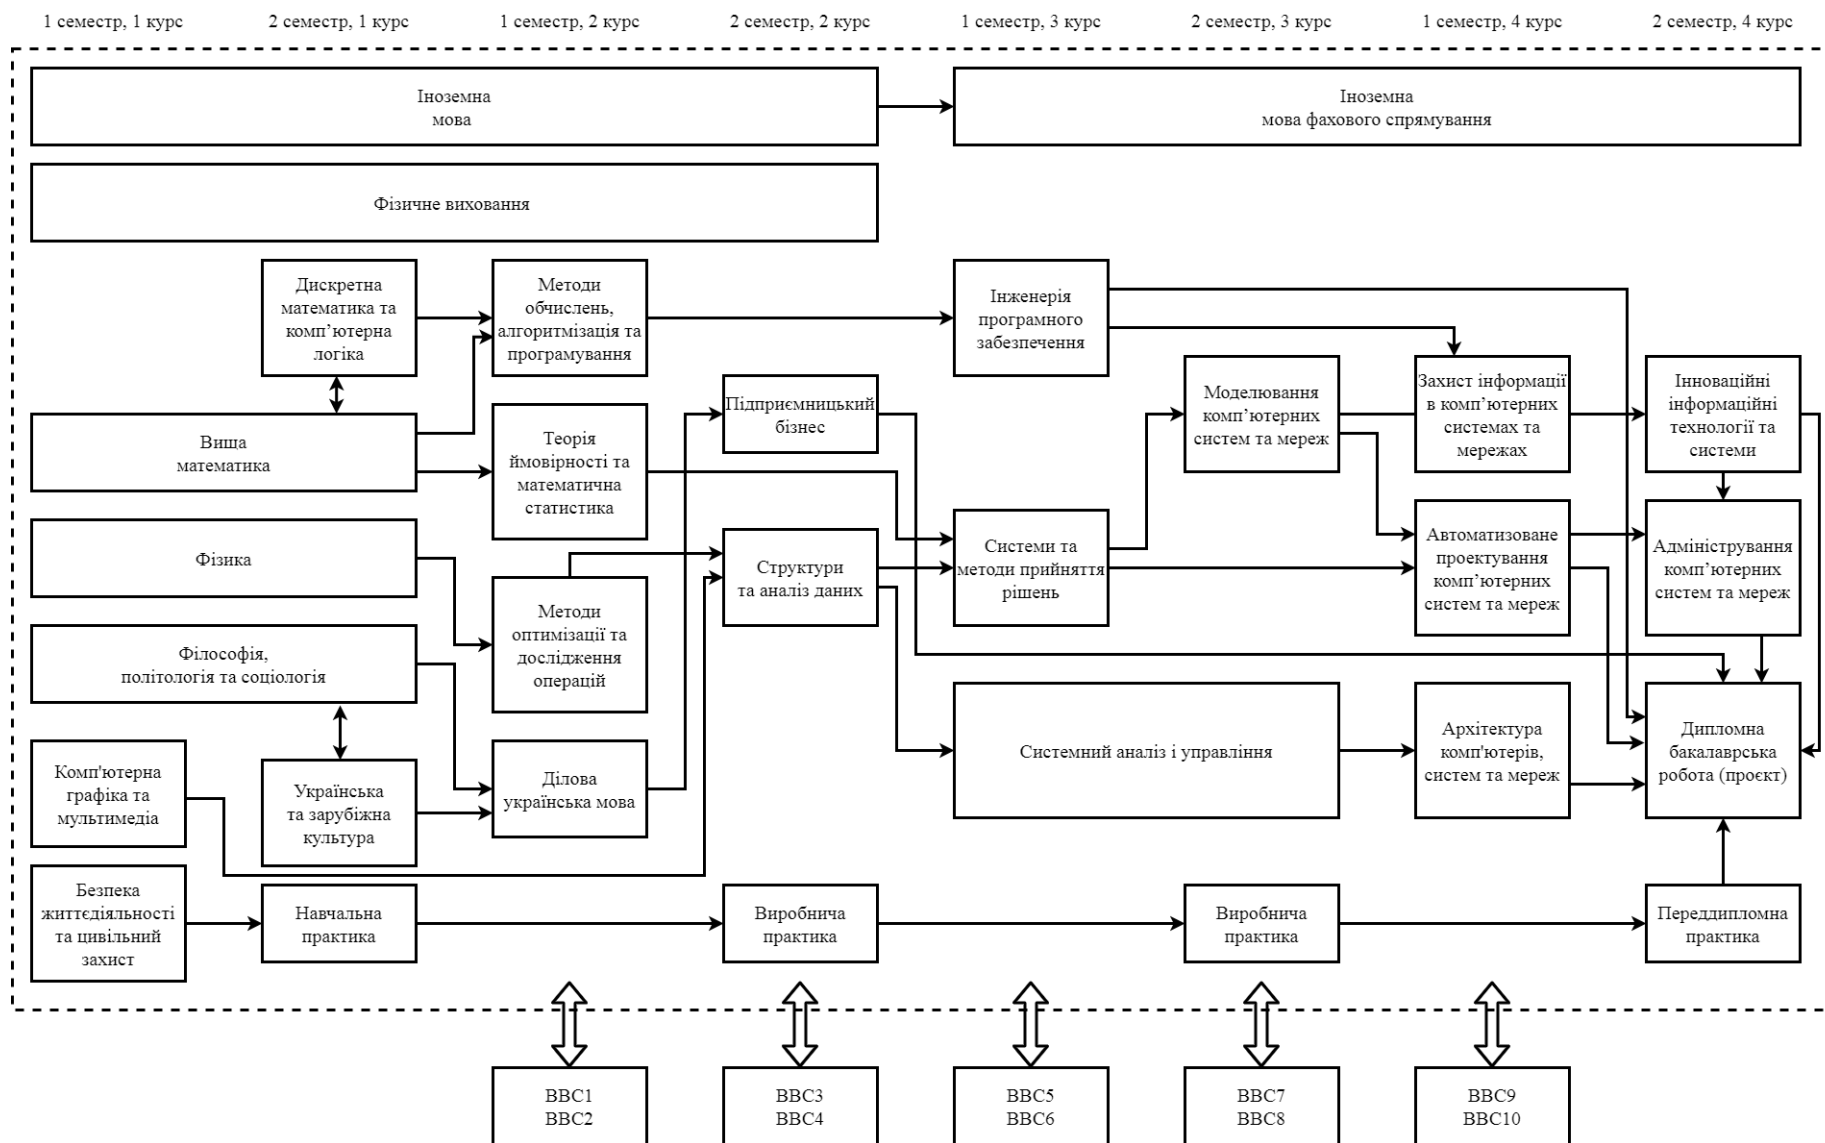 1 семестр, 1 курс
2 семестр, 1 курс
1 семестр, 2 курс
2 семестр, 2 курс
1 семестр, 3 курс
2 семестр, 3 курс
1 семестр, 4 курс
2 семестр, 4 курс
Іноземна
мова
Іноземна
мова фахового спрямування
Фізичне виховання
Дискретна
математика та
комп’ютерна
логіка
Методи
обчислень,
алгоритмізація та
програмування
Інженерія
програмного
забезпечення
Вища
математика
Теорія
ймовірності та
математична
статистика
Підприємницький
бізнес
Моделювання
комп’ютерних
систем та мереж
Захист інформації
в комп’ютерних
системах та
мережах
Інноваційні
інформаційні
технології та
системи
Фізика
Методи
оптимізації та
дослідження
операцій
Структури
та аналіз даних
Системи та
методи прийняття
рішень
Автоматизоване
проектування
комп’ютерних
систем та мереж
Адміністрування
комп’ютерних
систем та мереж
Філософія,
політологія та соціологія
Комп'ютерна
графіка та
мультимедіа
Українська
та зарубіжна
культура
Ділова
українська мова
Системний аналіз і управління
Архітектура
комп'ютерів,
систем та мереж
Дипломна
бакалаврська
робота (проєкт)
Безпека
життєдіяльності
та цивільний
захист
Навчальна
практика
Виробнича
практика
Виробнича
практика
Переддипломна
практика
ВВС1
ВВС2
ВВС3
ВВС4
ВВС5
ВВС6
ВВС7
ВВС8
ВВС9
ВВС10